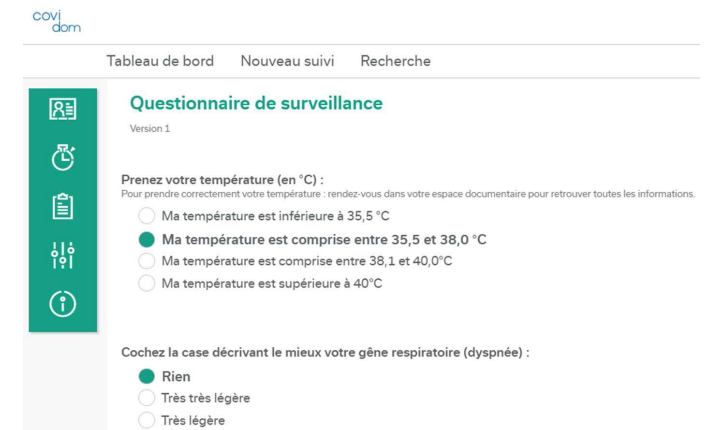 covi
dom
Tableau de bord Nouveau suivi Recherche
Questionnaire de surveillance
Version 1
Prenez votre température (en °C) :
Pour prendre correctement votre température : rendez-vous dans votre espace documentaire pour retrouver toutes les informations.
Ma température est inférieure à 35,5 °C
Ma température est comprise entre 35,5 et 38,0 °C
Ma température est comprise entre 38,1 et 40,0°C
Ma température est supérieure à 40°C
Cochez la case décrivant le mieux votre gêne respiratoire (dyspnée) :
Rien
Très très légère
Très légère